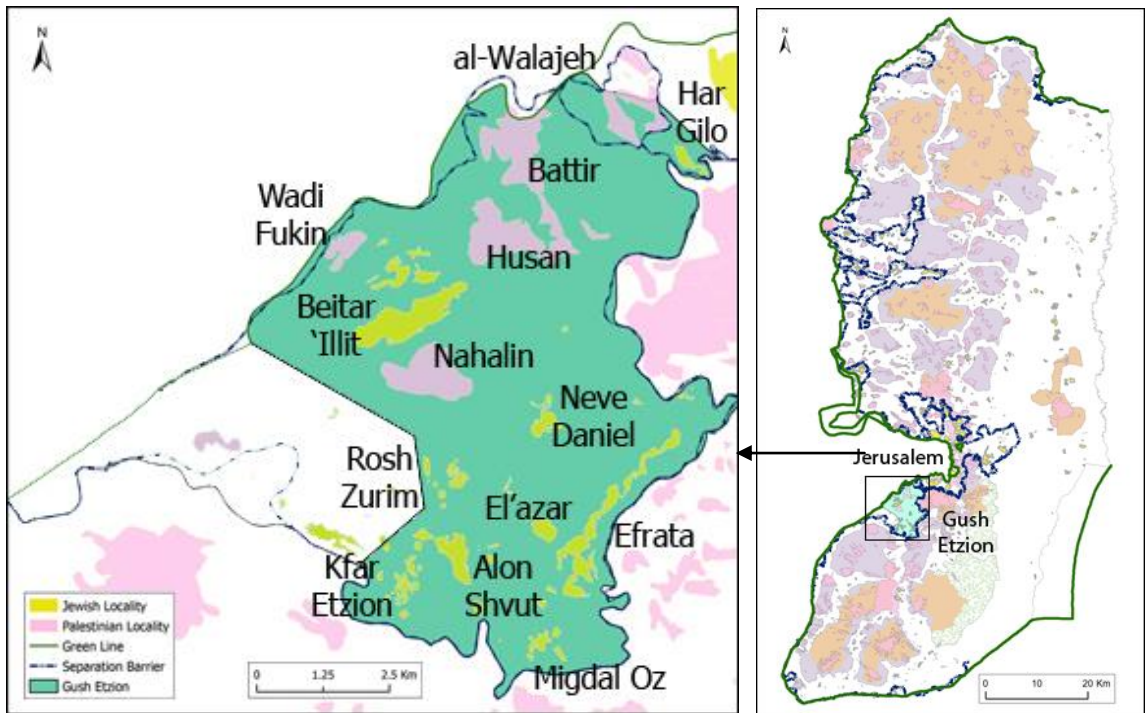 N
al-Walajeh
Har
Gilo
Battir
Wadi
Fukin
Husan
Beitar
‘Illit
Nahalin
Neve
Daniel
Rosh
Zurim
El’azar
Efrata
Kfar
Etzion
Alon
Shvut
Migdal Oz
Jewish Locality
Palestinian Locality
Green Line
Separation Barrier
Gush Etzion
0 1.25 2.5 Km
N
Jerusalem
Gush
Etzion
0 10 20 Km